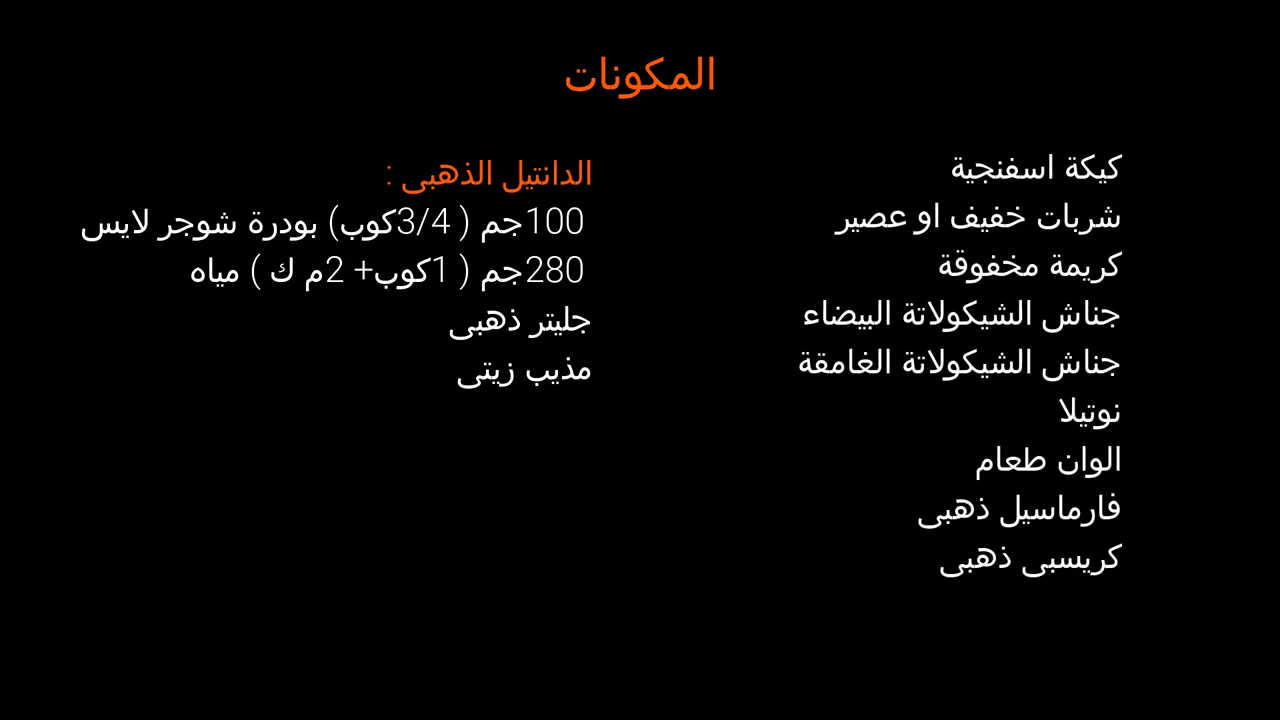 المكونات
كيكة اسفنجية
شربات خفيف او عصير
كريمة مخفوقة
جناش الشيكولاتة البيضاء
جناش الشيكولاتة الغامقة
نوتيلا
الوان طعام
فارماسيل ذهبى
كريسبى ذهبى
الدانتيل الذهبى :
100جم ( 3/4كوب) بودرة شوجر لايس
280جم ( 1كوب+ 2م ك ) مياه
جليتر ذهبى
مذيب زيتى